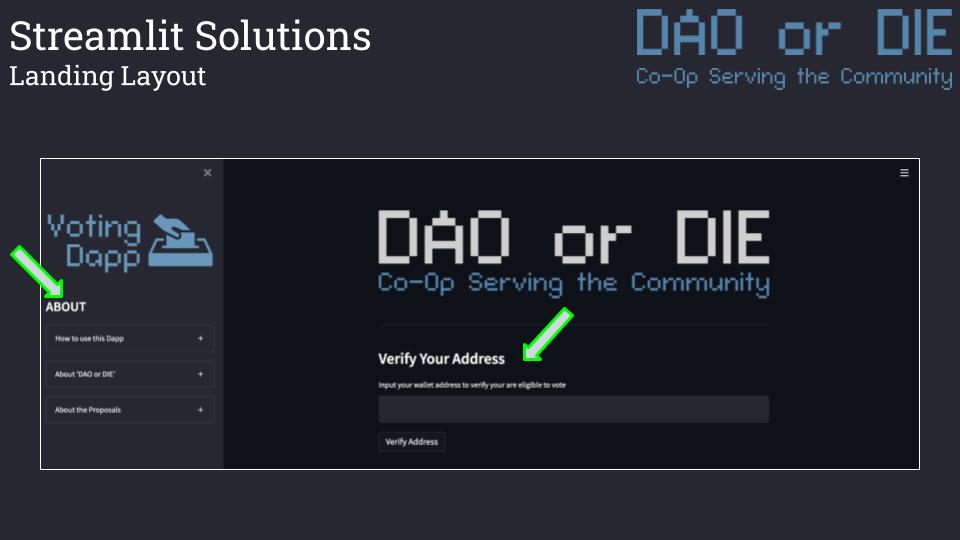 Streamlit Solutions
Landing Layout
DAO or DIE
Co-Op Serving the Community
Voting
Dapp
ABOUT
How to use this Dapp
About 'DAO or DIE'
About the Proposals
DAO or DIE
Co-Op Serving the Community
Verify Your Address
Input your wallet address to verify your are eligible to vote
Verify Address